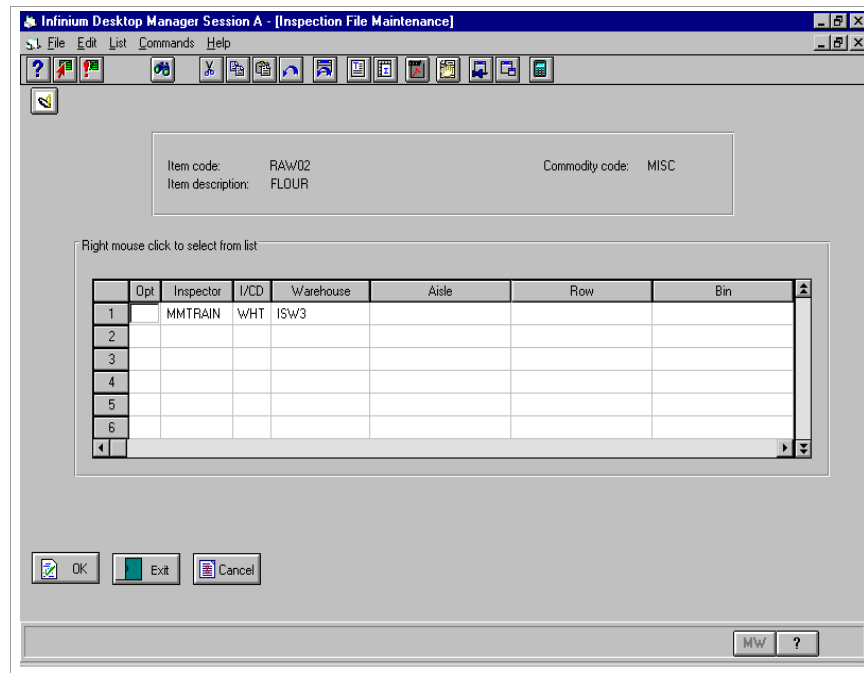 Infinium Desktop Manager Session A - [Inspection File Maintenance]
File Edit List Commands Help
Item code: RAW02 Commodity code: MISC
Item description: FLOUR
Right mouse click to select from list
Opt Inspector I/CD Warehouse Aisle Row Bin
1 MMTRAIN WHT ISW3
2
3
4
5
6
OK Exit Cancel
MW ?